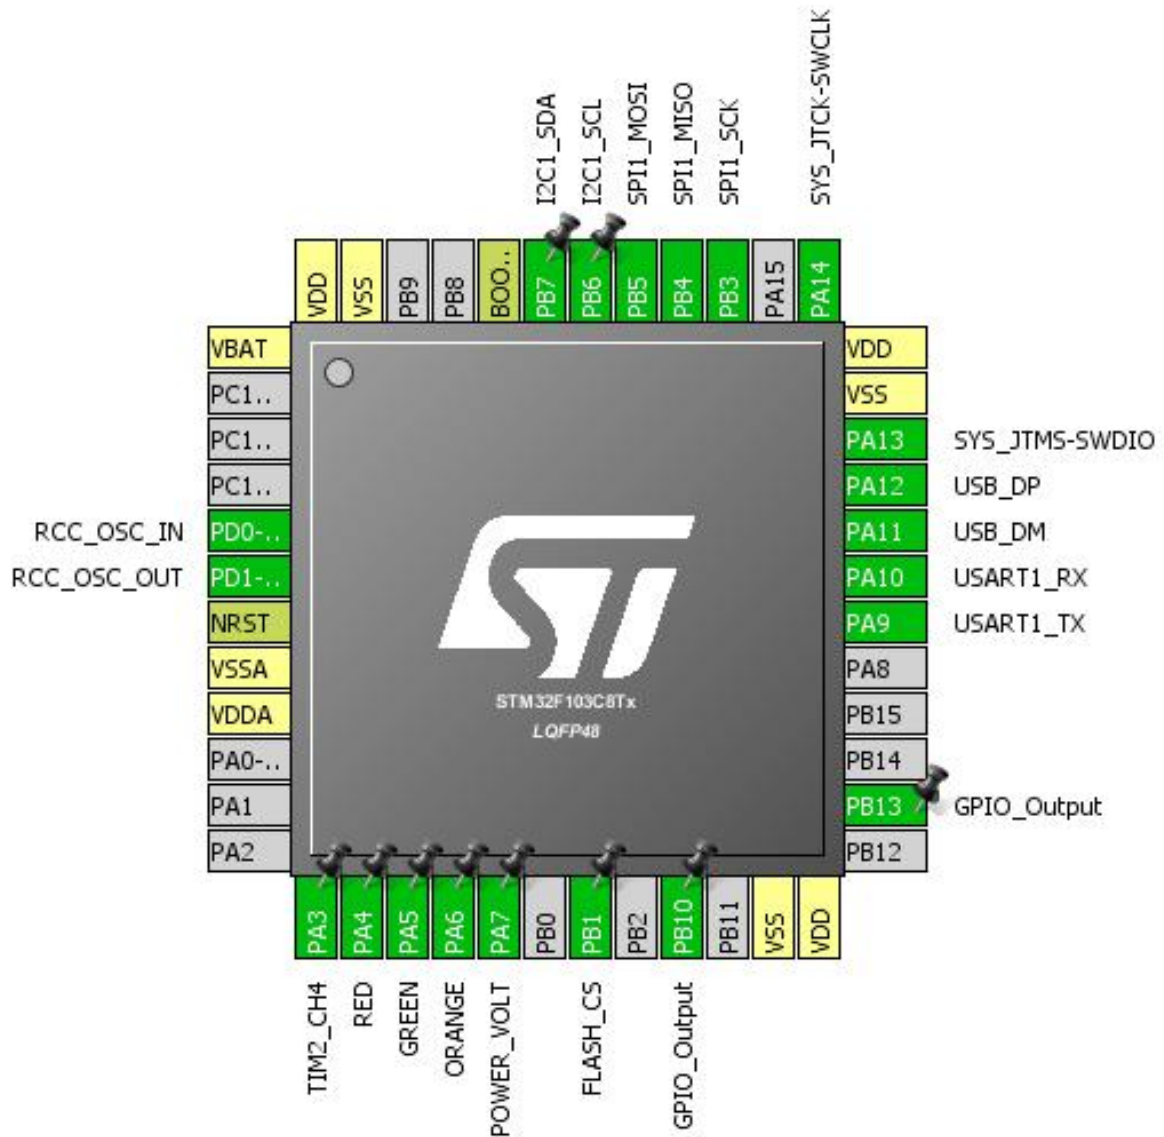 I2C1_SDA
I2C1_SCL
SPI1_MOSI
SPI1_MISO
SPI1_SCK
SYS_JTCK-SWCLK
VDD
VSS
PB9
PB8
BOO..
PB7
PB6
PB5
PB4
PB3
PA15
PA14
VBAT
PC1..
PC1..
PC1..
RCC_OSC_IN PD0-..
RCC_OSC_OUT PD1-..
NRST
VSSA
VDDA
PA0-..
PA1
PA2
ST
STM32F103C8Tx
LQFP48
VDD
VSS
PA13 SYS_JTMS-SWDIO
PA12 USB_DP
PA11 USB_DM
PA10 USART1_RX
PA9 USART1_TX
PA8
PB15
PB14
PB13 GPIO_Output
PB12
PA3
PA4
PA5
PA6
PA7
PB0
PB1
PB2
PB10
PB11
VSS
VDD
TIM2_CH4
RED
GREEN
ORANGE
POWER_VOLT
FLASH_CS
GPIO_Output